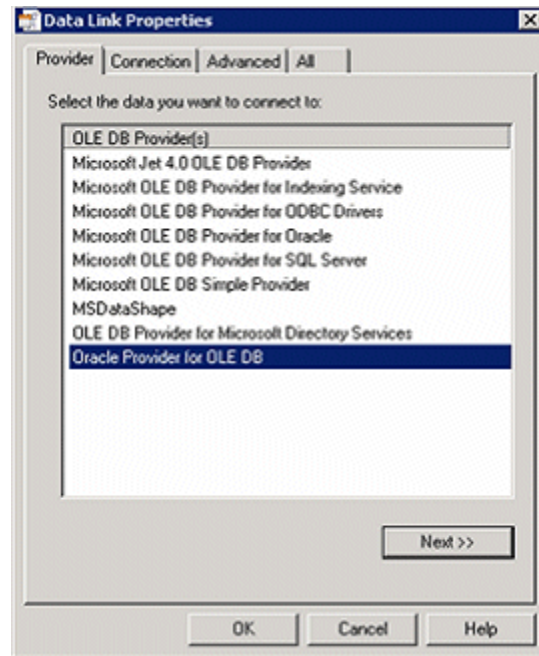 Data Link Properties
Provider Connection Advanced All
Select the data you want to connect to:
OLE DB Provider(s)
Microsoft Jet 4.0 OLE DB Provider
Microsoft OLE DB Provider for Indexing Service
Microsoft OLE DB Provider for ODBC Drivers
Microsoft OLE DB Provider for Oracle
Microsoft OLE DB Provider for SQL Server
Microsoft OLE DB Simple Provider
MSDataShape
OLE DB Provider for Microsoft Directory Services
Oracle Provider for OLE DB
Next >>
OK Cancel Help